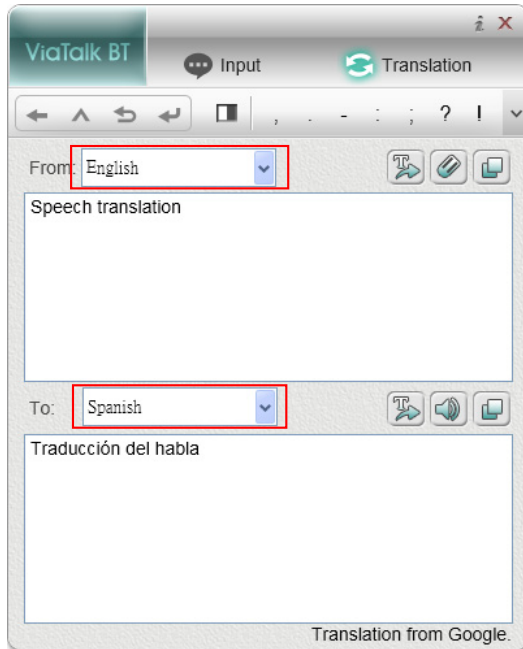 ViaTalk BT
Input
Translation
, . - : ; ? !
From: English
Speech translation
To: Spanish
Traducción del habla
Translation from Google.